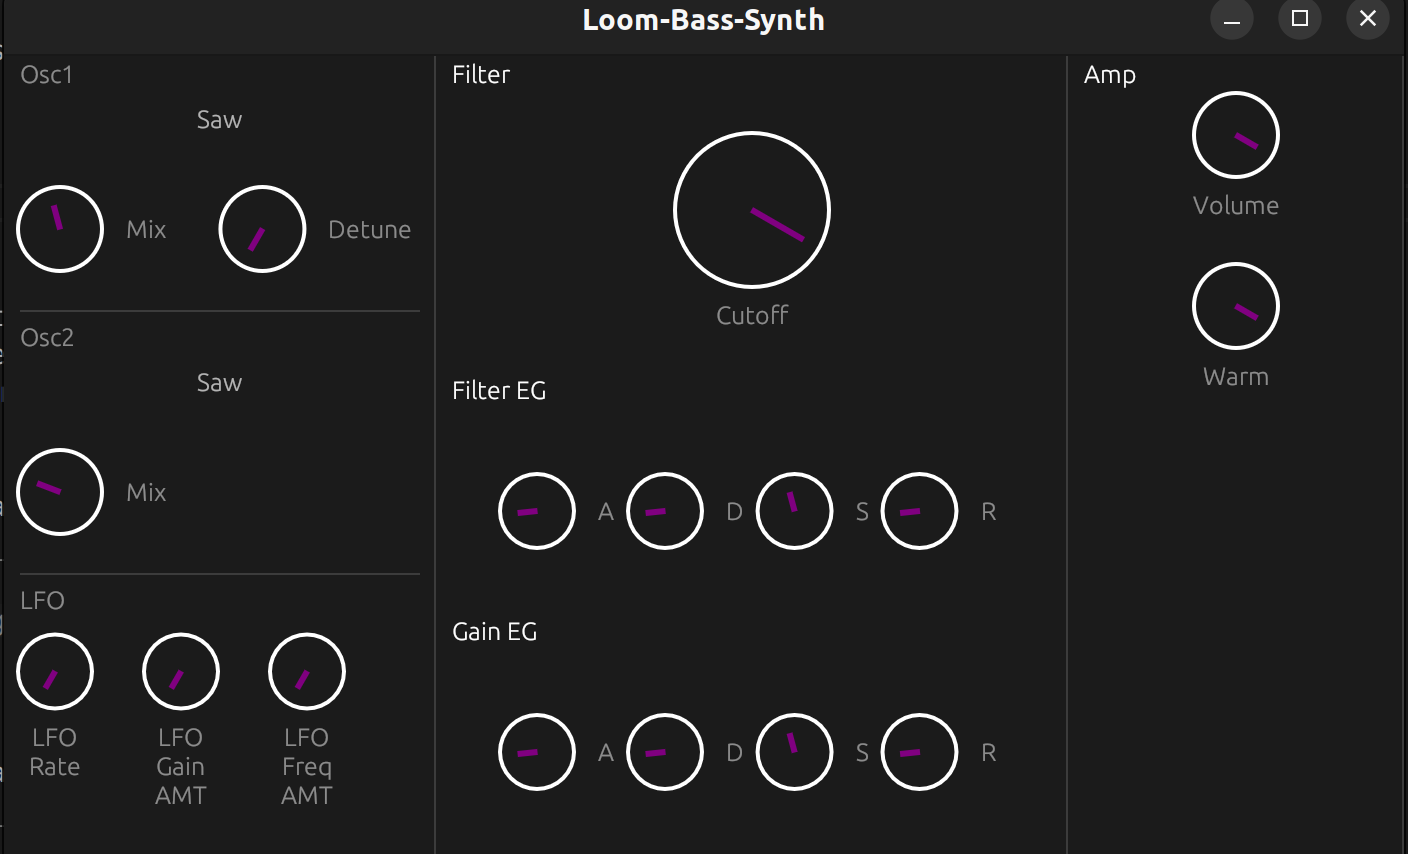 Loom-Bass-Synth
Osc1
Saw
Mix
Detune
Osc2
Saw
Mix
LFO
LFO
Rate
LFO
Gain
AMT
LFO
Freq
AMT
Filter
Cutoff
Filter EG
A
D
S
R
Gain EG
A
D
S
R
Amp
Volume
Warm